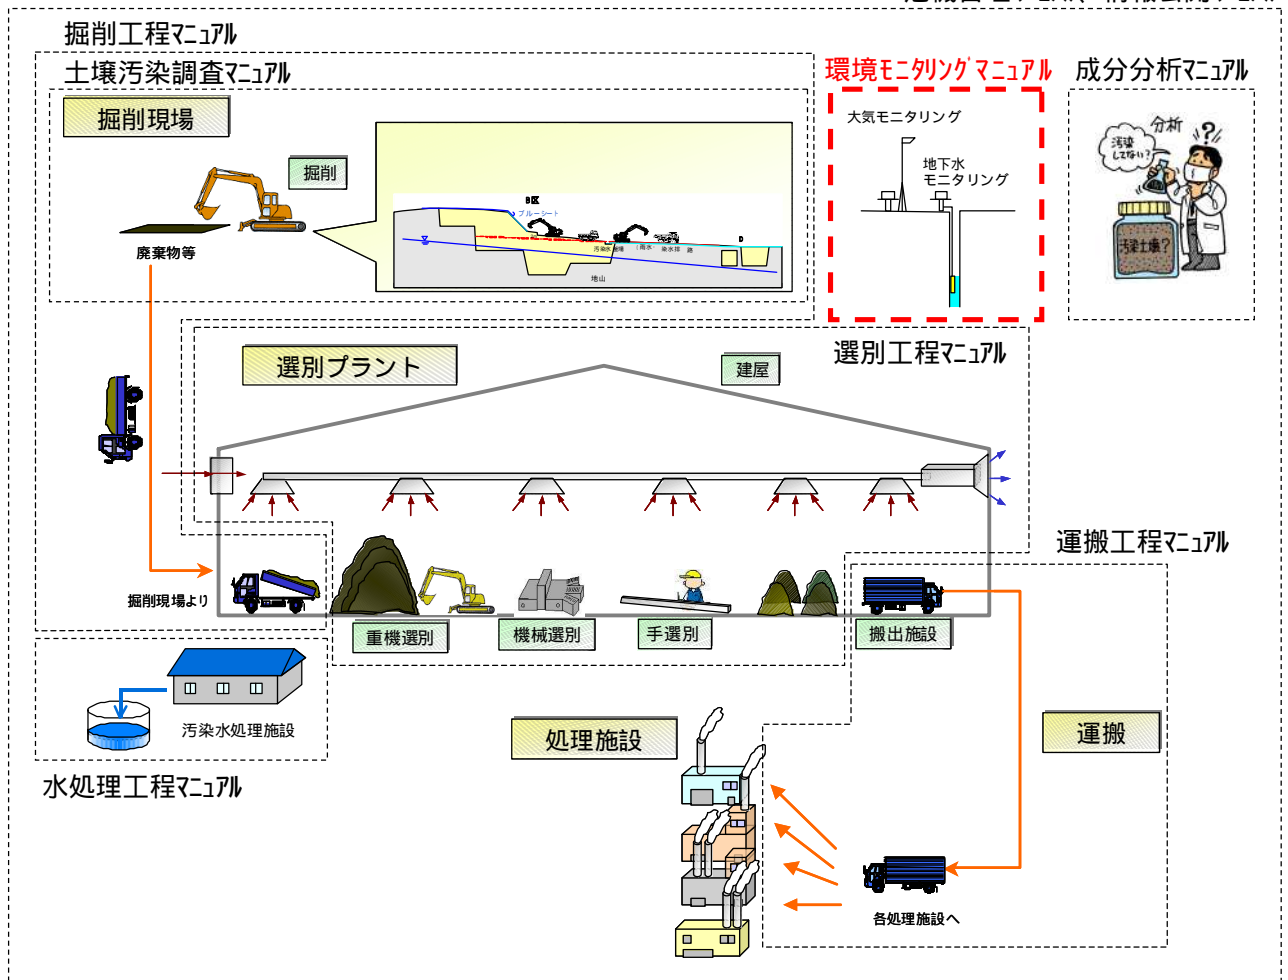 掘削工程マニュアル
土壌汚染調査マニュアル
環境モニタリングマニュアル
成分分析マニュアル
掘削現場
掘削
廃棄物等
ブルーシート
地山
大気モニタリング
地下水
モニタリング
分析
汚染
してない?
?
汚染土壌?
選別工程マニュアル
選別プラント
建屋
運搬工程マニュアル
掘削現場より
重機選別
機械選別
手選別
搬出施設
汚染水処理施設
水処理工程マニュアル
処理施設
運搬
各処理施設へ